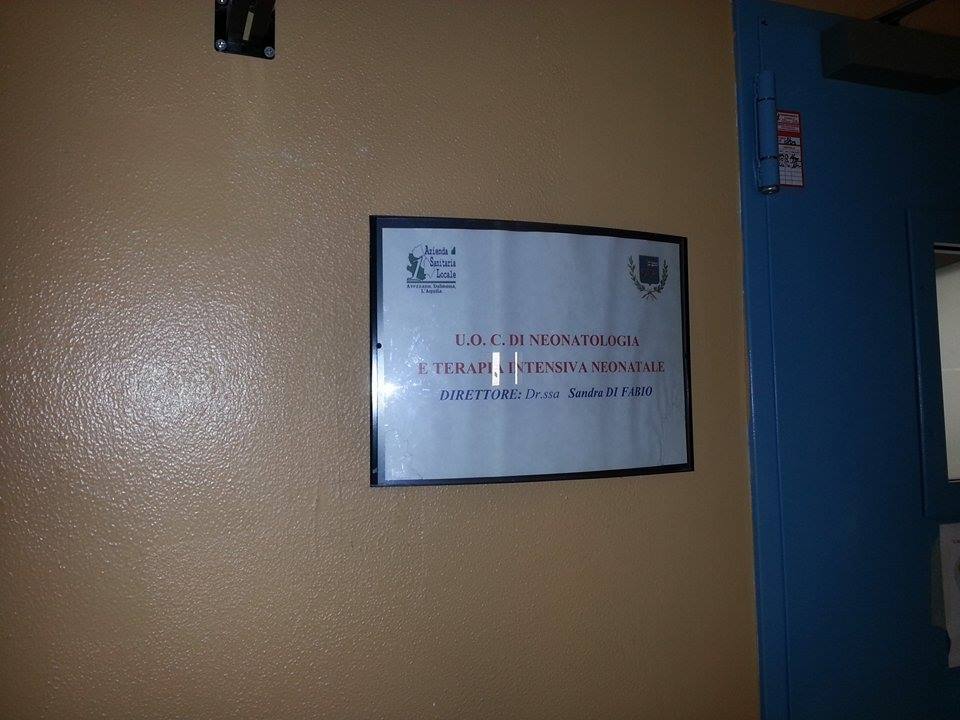 Azienda
Sanitaria
Locale
Avezzano, Sulmona,
L'Aquila.
U.O. C. DI NEONATOLOGIA
E TERAPIA INTENSIVA NEONATALE
DIRETTORE: Dr.ssa Sandra DI FABIO